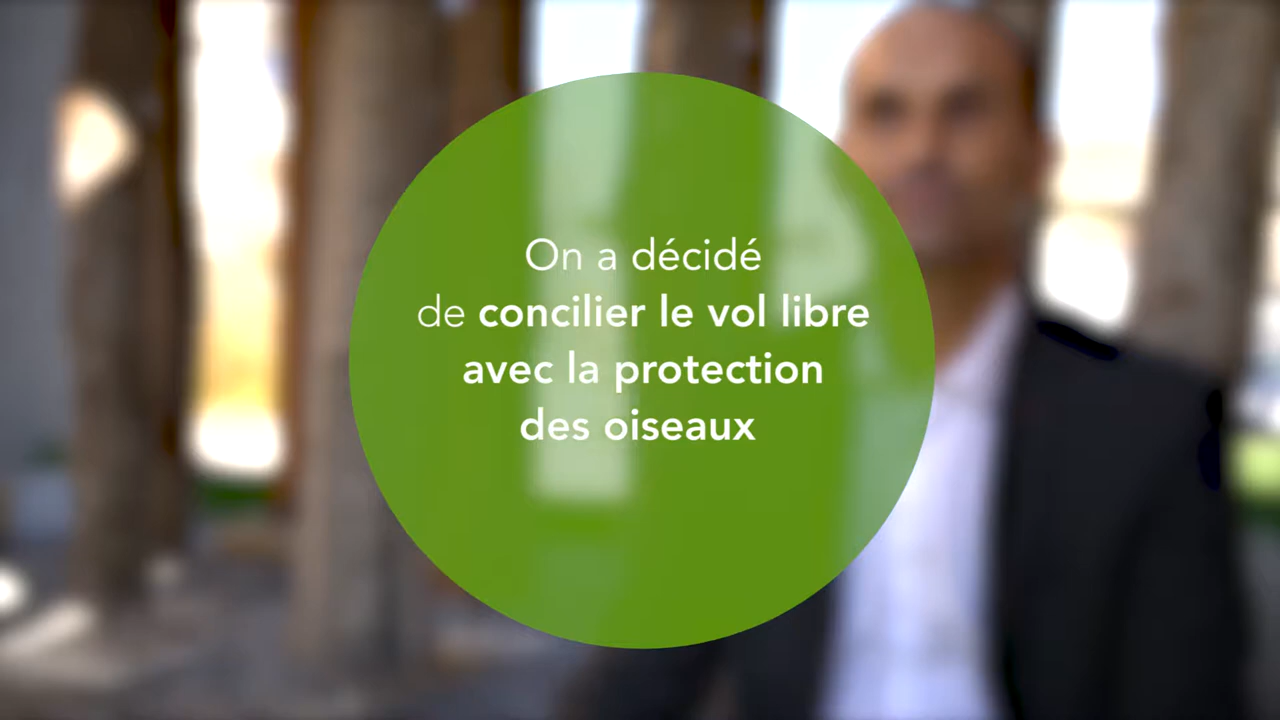 On a décidé
de concilier le vol libre
avec la protection
des oiseaux